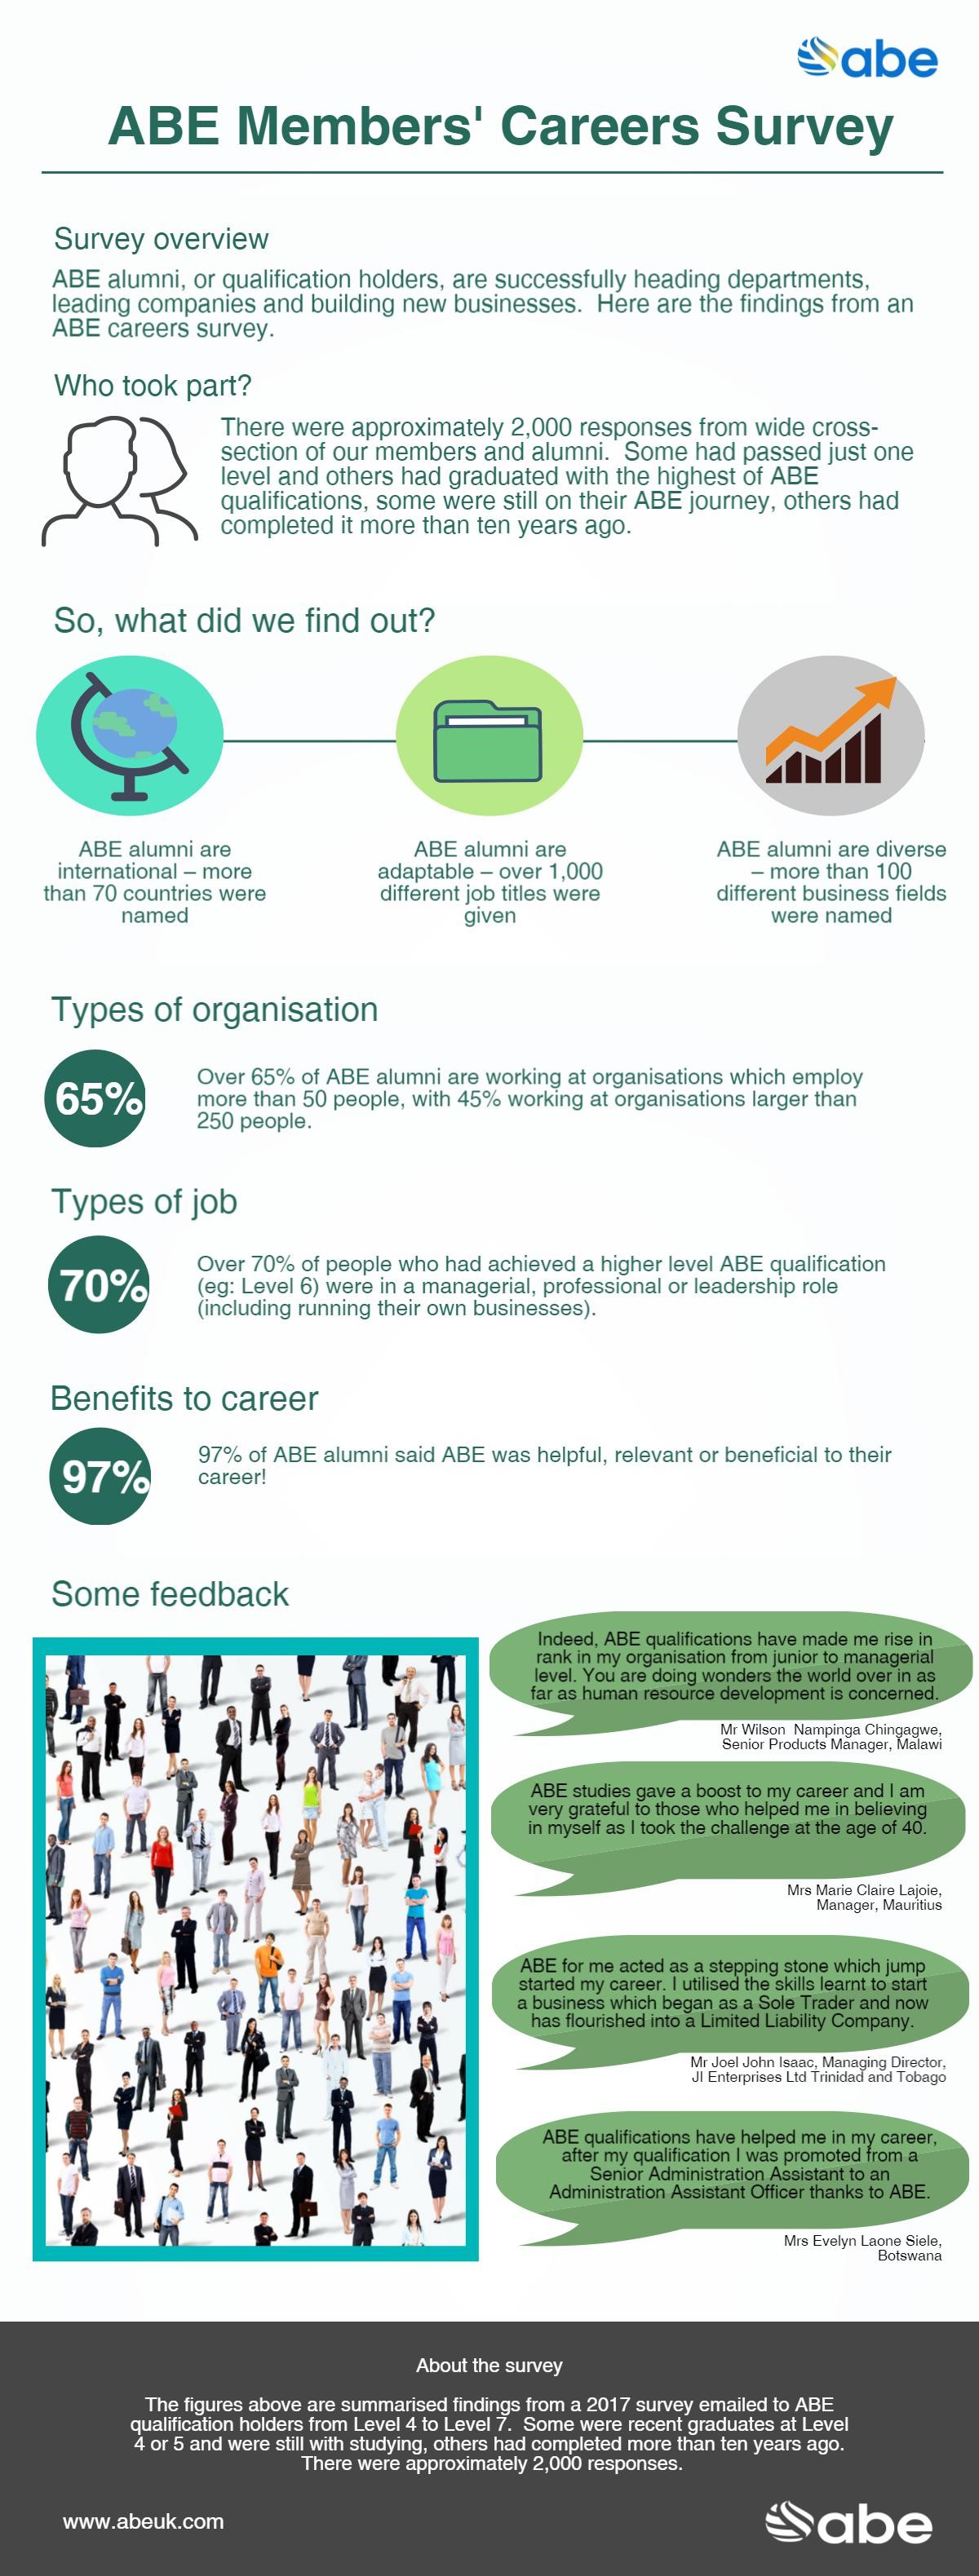 abe
ABE Members' Careers Survey
Survey overview
ABE alumni, or qualification holders, are successfully heading departments,
leading companies and building new businesses.  Here are the findings from an
ABE careers survey.
Who took part?
There were approximately 2,000 responses from wide cross-
section of our members and alumni.  Some had passed just one
level and others had graduated with the highest of ABE
qualifications, some were still on their ABE journey, others had
completed it more than ten years ago.
So, what did we find out?
ABE alumni are
international – more
than 70 countries were
named
ABE alumni are
adaptable – over 1,000
different job titles were
given
ABE alumni are diverse
– more than 100
different business fields
were named
Types of organisation
65%
Over 65% of ABE alumni are working at organisations which employ
more than 50 people, with 45% working at organisations larger than
250 people.
Types of job
70%
Over 70% of people who had achieved a higher level ABE qualification
(eg: Level 6) were in a managerial, professional or leadership role
(including running their own businesses).
Benefits to career
97%
97% of ABE alumni said ABE was helpful, relevant or beneficial to their
career!
Some feedback
Indeed, ABE qualifications have made me rise in
rank in my organisation from junior to managerial
level. You are doing wonders the world over in as
far as human resource development is concerned.
Mr Wilson  Nampinga Chingagwe,
Senior Products Manager, Malawi
ABE studies gave a boost to my career and I am
very grateful to those who helped me in believing
in myself as I took the challenge at the age of 40.
Mrs Marie Claire Lajoie,
Manager, Mauritius
ABE for me acted as a stepping stone which jump
started my career. I utilised the skills learnt to start
a business which began as a Sole Trader and now
has flourished into a Limited Liability Company.
Mr Joel John Isaac, Managing Director,
JI Enterprises Ltd Trinidad and Tobago
ABE qualifications have helped me in my career,
after my qualification I was promoted from a
Senior Administration Assistant to an
Administration Assistant Officer thanks to ABE.
Mrs Evelyn Laone Siele,
Botswana
About the survey
The figures above are summarised findings from a 2017 survey emailed to ABE
qualification holders from Level 4 to Level 7.  Some were recent graduates at Level
4 or 5 and were still with studying, others had completed more than ten years ago.
There were approximately 2,000 responses.
www.abeuk.com
abe